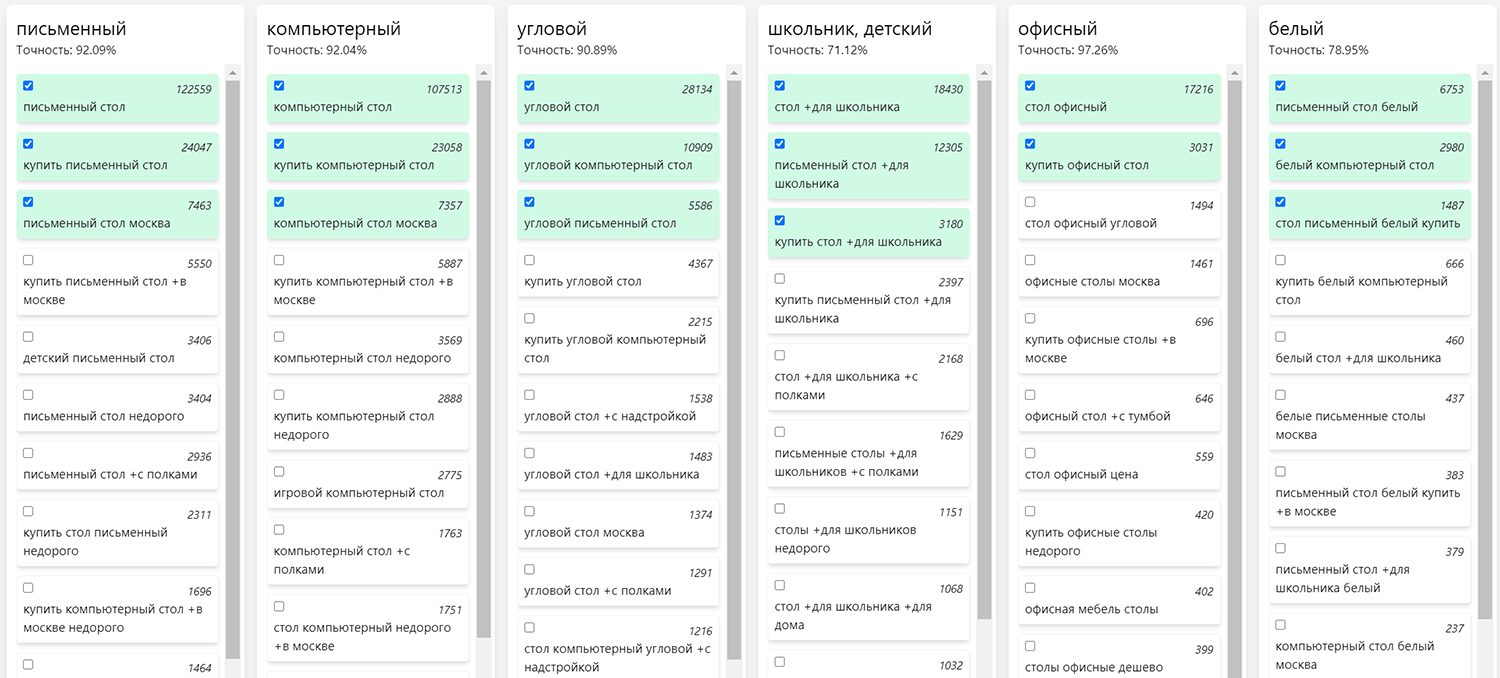 письменный
Точность: 92.09%
122559
письменный стол
24047
купить письменный стол
7463
письменный стол москва
5550
купить письменный стол +в
москве
3406
детский письменный стол
3404
письменный стол недорого
2936
письменный стол +с полками
2311
купить стол письменный
недорого
1696
купить компьютерный стол +в
москве недорого
1464
компьютерный
Точность: 92.04%
107513
компьютерный стол
23058
купить компьютерный стол
7357
компьютерный стол москва
5887
купить компьютерный стол +в
москве
3569
компьютерный стол недорого
2888
купить компьютерный стол
недорого
2775
игровой компьютерный стол
1763
компьютерный стол +с
полками
1751
стол компьютерный недорого
+в москве
угловой
Точность: 90.89%
28134
угловой стол
10909
угловой компьютерный стол
5586
угловой письменный стол
4367
купить угловой стол
2215
купить угловой компьютерный
стол
1538
угловой стол +с надстройкой
1483
угловой стол +для школьника
1374
угловой стол москва
1291
угловой стол +с полками
1216
стол компьютерный угловой +с
надстройкой
школьник, детский
Точность: 71.12%
18430
стол +для школьника
12305
письменный стол +для
школьника
3180
купить стол +для школьника
2397
купить письменный стол +для
школьника
2168
стол +для школьника +с
полками
1629
письменные столы +для
школьников +с полками
1151
столы +для школьников
недорого
1068
стол +для школьника +для
дома
1032
офисный
Точность: 97.26%
17216
стол офисный
3031
купить офисный стол
1494
стол офисный угловой
1461
офисные столы москва
696
купить офисные столы +в
москве
646
офисный стол +с тумбой
559
стол офисный цена
420
купить офисные столы
недорого
402
офисная мебель столы
399
столы офисные дешево
белый
Точность: 78.95%
6753
письменный стол белый
2980
белый компьютерный стол
1487
стол письменный белый купить
666
купить белый компьютерный
стол
460
белый стол +для школьника
437
белые письменные столы
москва
383
письменный стол белый купить
+в москве
379
письменный стол +для
школьника белый
237
компьютерный стол белый
москва